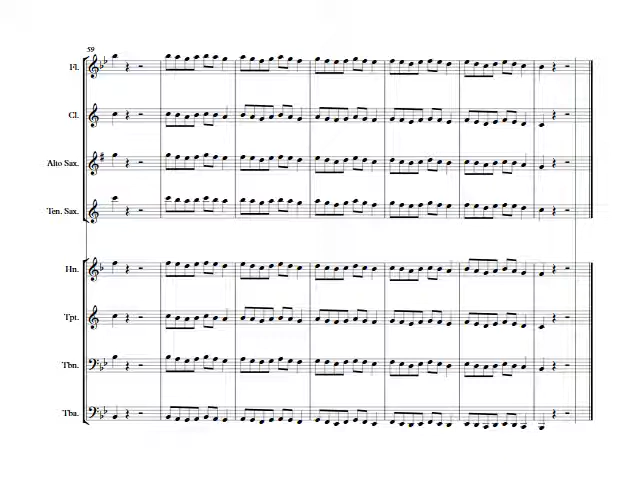 59
Fl.
Cl.
Alto Sax.
Ten. Sax.
Hn.
Tpt.
Tbn.
Tba.